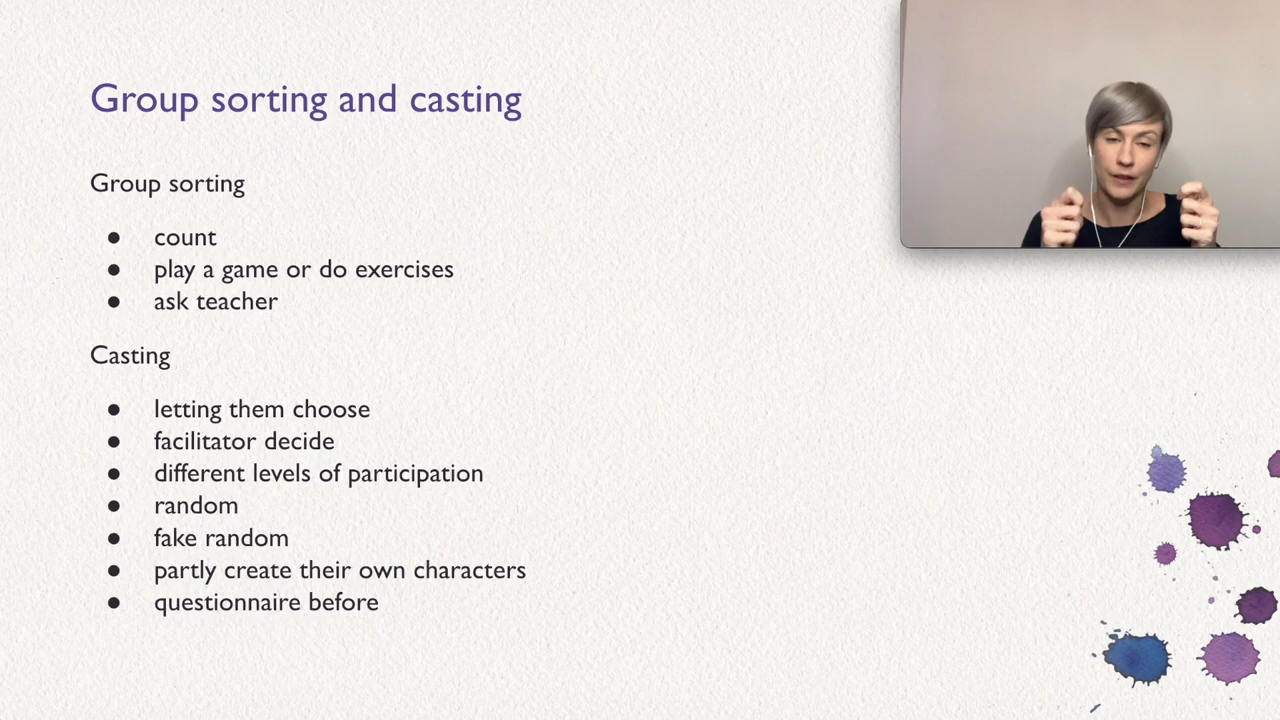 Group sorting and casting
Group sorting
● count
● play a game or do exercises
● ask teacher
Casting
● letting them choose
● facilitator decide
● different levels of participation
● random
● fake random
● partly create their own characters
● questionnaire before